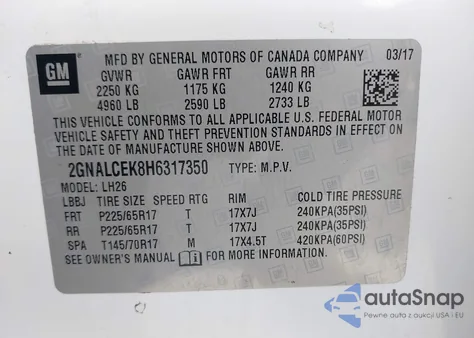 GM
MFD BY GENERAL MOTORS OF CANADA COMPANY 03/17
GVWR GAWR FRT GAWR RR
2250 KG 1175 KG 1240 KG
4960 LB 2590 LB 2733 LB
THIS VEHICLE CONFORMS TO ALL APPLICABLE U.S. FEDERAL MOTOR
VEHICLE SAFETY AND THEFT PREVENTION STANDARDS IN EFFECT ON
THE DATE OF MANUFACTURE SHOWN ABOVE.
2GNALCEK8H6317350 TYPE: M.P.V.
MODEL: LH26
LBBJ TIRE SIZE SPEED RTG RIM COLD TIRE PRESSURE
FRT P225/65R17 T 17X7J 240KPA(35PSI)
RR P225/65R17 T 17X7J 240KPA(35PSI)
SPA T145/70R17 M 17X4.5T 420KPA(60PSI)
SEE OWNER'S MANUAL FOR MORE INFORMATION.
autoSnap
Pewne auta z aukcji USA i EU